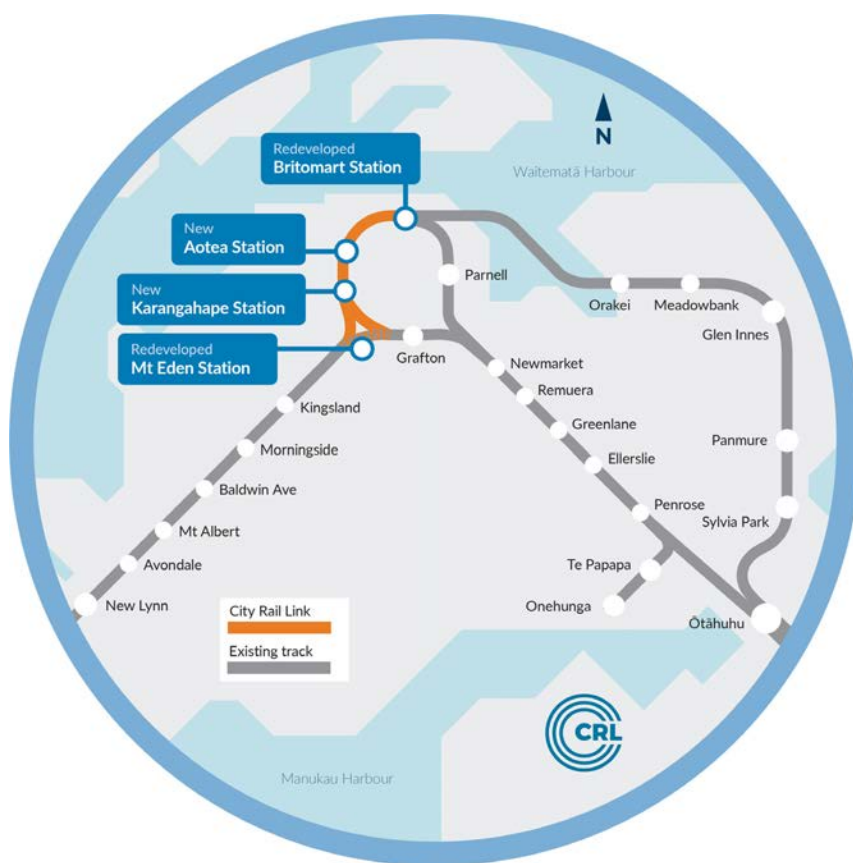 Redeveloped
Britomart Station
N
Waitematā Harbour
New
Aotea Station
Parnell
New
Karangahape Station
Orakei
Meadowbank
Glen Innes
Redeveloped
Mt Eden Station
Grafton
Newmarket
Remuera
Kingsland
Greenlane
Morningside
Panmure
Ellerslie
Baldwin Ave
Penrose
Sylvia Park
Mt Albert
Avondale
Te Papapa
New Lynn
Onehunga
Ōtāhuhu
City Rail Link
Existing track
CRL
Manukau Harbour